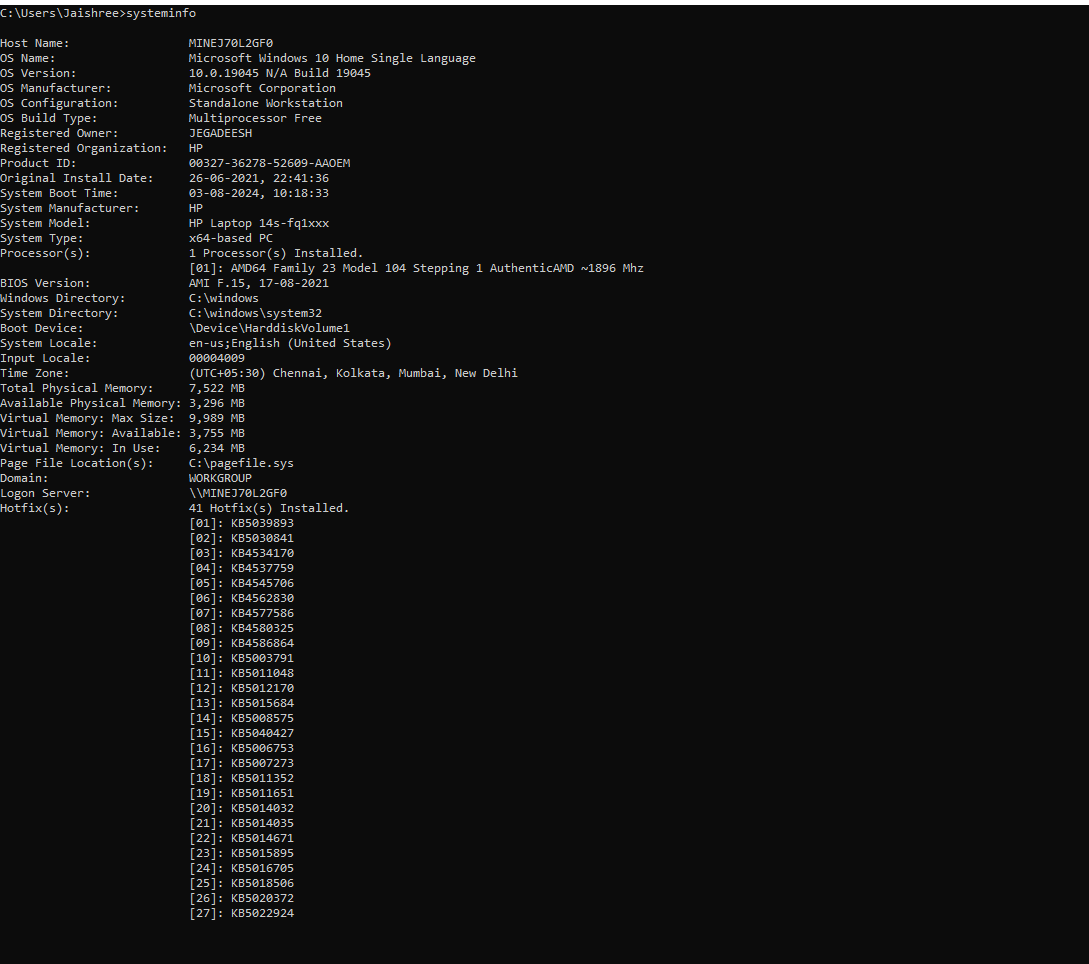 C:\Users\Jaishree>systeminfo
Host Name: MINEJ70L2GF0
OS Name: Microsoft Windows 10 Home Single Language
OS Version: 10.0.19045 N/A Build 19045
OS Manufacturer: Microsoft Corporation
OS Configuration: Standalone Workstation
OS Build Type: Multiprocessor Free
Registered Owner: JEGADEESH
Registered Organization: HP
Product ID: 00327-36278-52609-AAOEM
Original Install Date: 26-06-2021, 22:41:36
System Boot Time: 03-08-2024, 10:18:33
System Manufacturer: HP
System Model: HP Laptop 14s-fq1xxx
System Type: x64-based PC
Processor(s): 1 Processor(s) Installed.
[01]: AMD64 Family 23 Model 104 Stepping 1 AuthenticAMD ~1896 Mhz
BIOS Version: AMI F.15, 17-08-2021
Windows Directory: C:\windows
System Directory: C:\windows\system32
Boot Device: \Device\HarddiskVolume1
System Locale: en-us;English (United States)
Input Locale: 00004009
Time Zone: (UTC+05:30) Chennai, Kolkata, Mumbai, New Delhi
Total Physical Memory: 7,522 MB
Available Physical Memory: 3,296 MB
Virtual Memory: Max Size: 9,989 MB
Virtual Memory: Available: 3,755 MB
Virtual Memory: In Use: 6,234 MB
Page File Location(s): C:\pagefile.sys
Domain: WORKGROUP
Logon Server: \\MINEJ70L2GF0
Hotfix(s): 41 Hotfix(s) Installed.
[01]: KB5039893
[02]: KB5030841
[03]: KB4534170
[04]: KB4537759
[05]: KB4545706
[06]: KB4562830
[07]: KB4577586
[08]: KB4580325
[09]: KB4586864
[10]: KB5003791
[11]: KB5011048
[12]: KB5012170
[13]: KB5015684
[14]: KB5008575
[15]: KB5040427
[16]: KB5006753
[17]: KB5007273
[18]: KB5011352
[19]: KB5011651
[20]: KB5014032
[21]: KB5014035
[22]: KB5014671
[23]: KB5015895
[24]: KB5016705
[25]: KB5018506
[26]: KB5020372
[27]: KB5022924